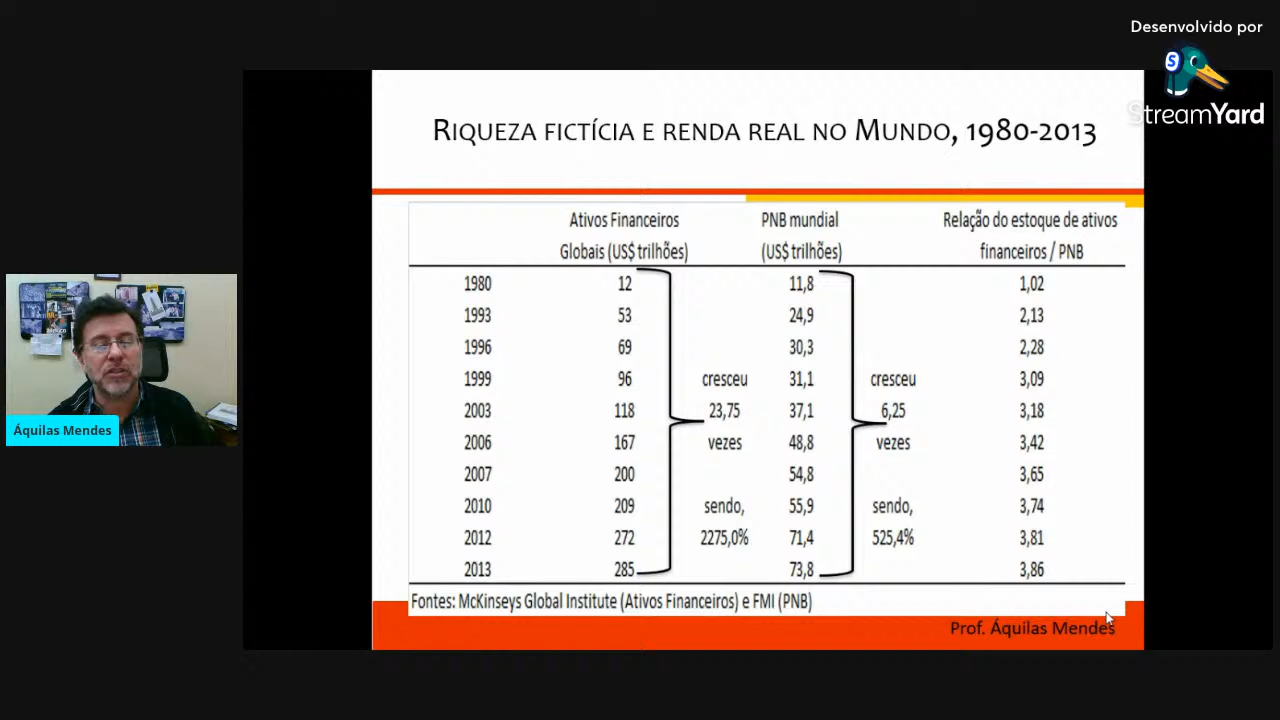 Desenvolvido por
StreamYard
RIQUEZA FICTÍCIA E RENDA REAL NO MUNDO, 1980-2013
Ativos Financeiros PNB mundial Relação do estoque de ativos
Globais (US$ trilhões) (US$ trilhões) financeiros / PNB
1980 12 11,8 1,02
1993 53 24,9 2,13
1996 69 30,3 2,28
1999 96 cresceu 31,1 cresceu 3,09
2003 118 23,75 37,1 6,25 3,18
2006 167 vezes 48,8 vezes 3,42
2007 200 54,8 3,65
2010 209 sendo, 55,9 sendo, 3,74
2012 272 2275,0% 71,4 525,4% 3,81
2013 285 73,8 3,86
Fontes: McKinseys Global Institute (Ativos Financeiros) e FMI (PNB)
Prof. Áquilas Mendes
Áquilas Mendes